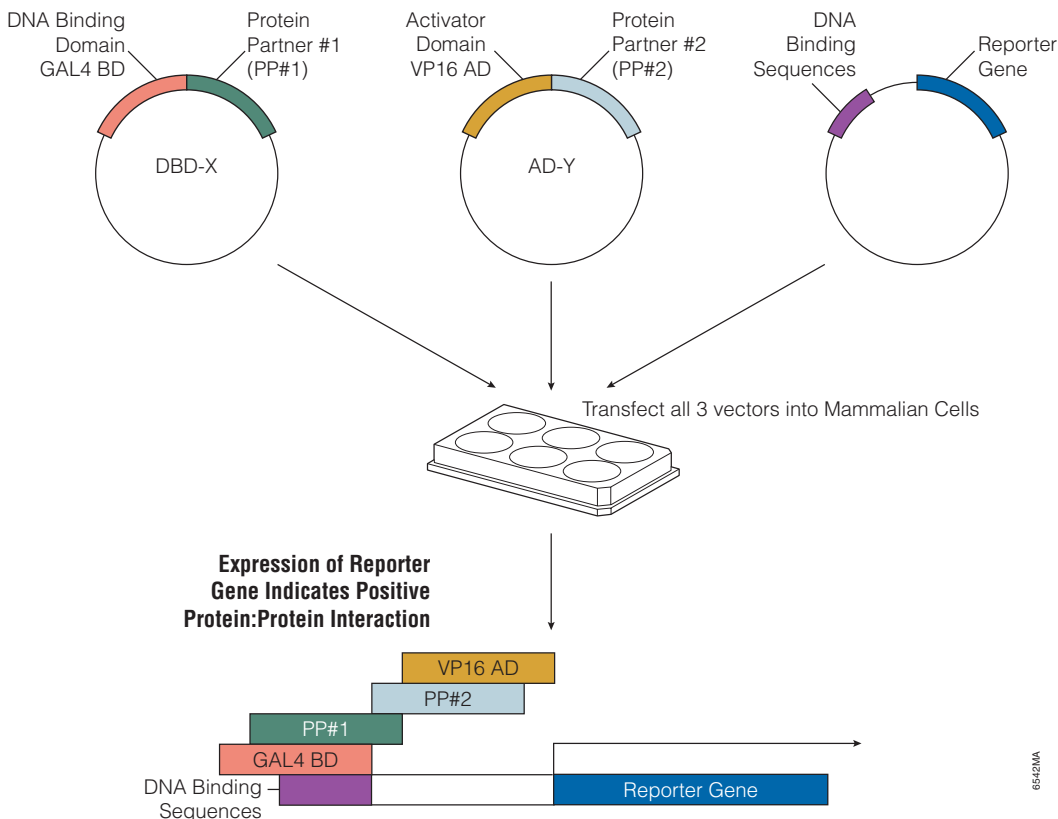 DNA Binding
Domain
GAL4 BD
Protein
Partner #1
(PP#1)
DBD-X
Activator
Domain
VP16 AD
Protein
Partner #2
(PP#2)
AD-Y
DNA
Binding
Sequences
Reporter
Gene
Transfect all 3 vectors into Mammalian Cells
Expression of Reporter
Gene Indicates Positive
Protein:Protein Interaction
VP16 AD
PP#2
PP#1
GAL4 BD
DNA Binding
Sequences
Reporter Gene
6542MA